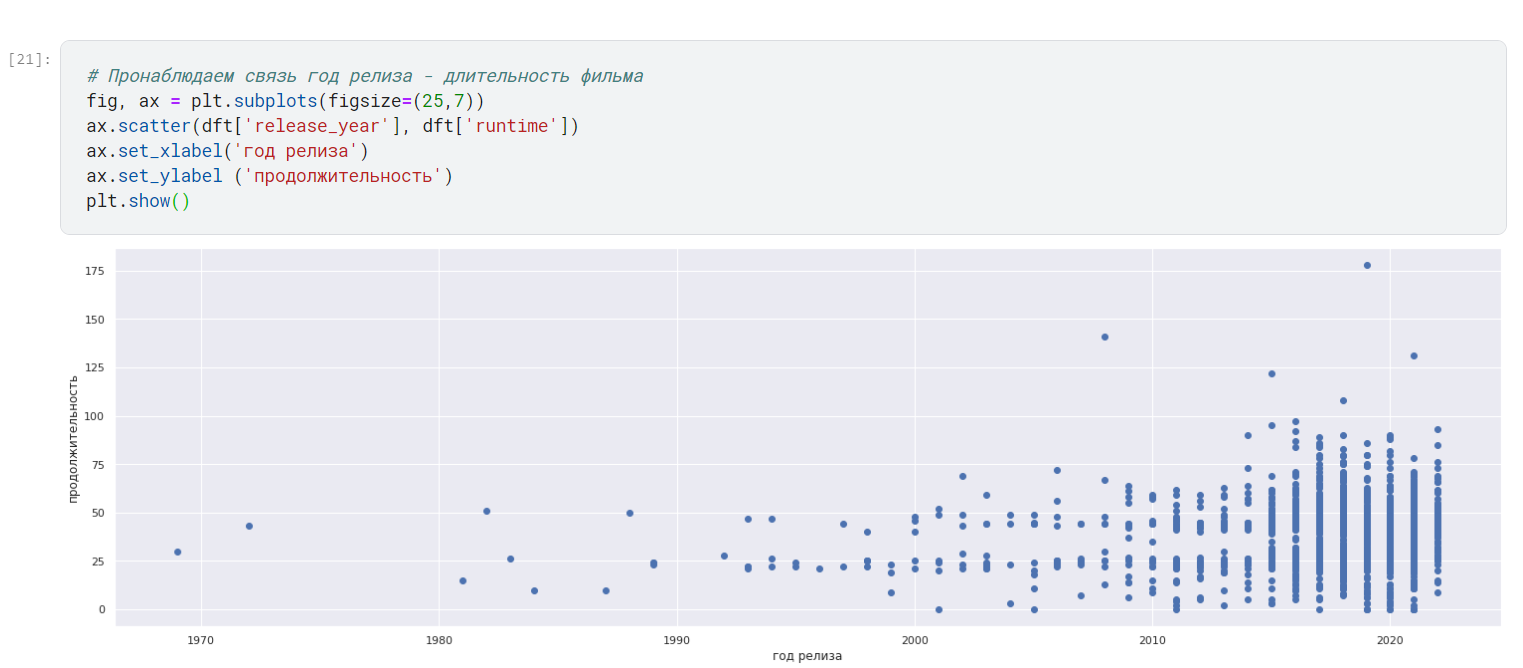 [21]:
# Пронаблюдаем связь год релиза - длительность фильма
fig, ax = plt.subplots(figsize=(25,7))
ax.scatter(dft['release_year'], dft['runtime'])
ax.set_xlabel('год релиза')
ax.set_ylabel ('продолжительность')
plt.show()
175
150
125
100
75
50
25
0
продолжительность
1970 1980 1990 2000 2010 2020
год релиза